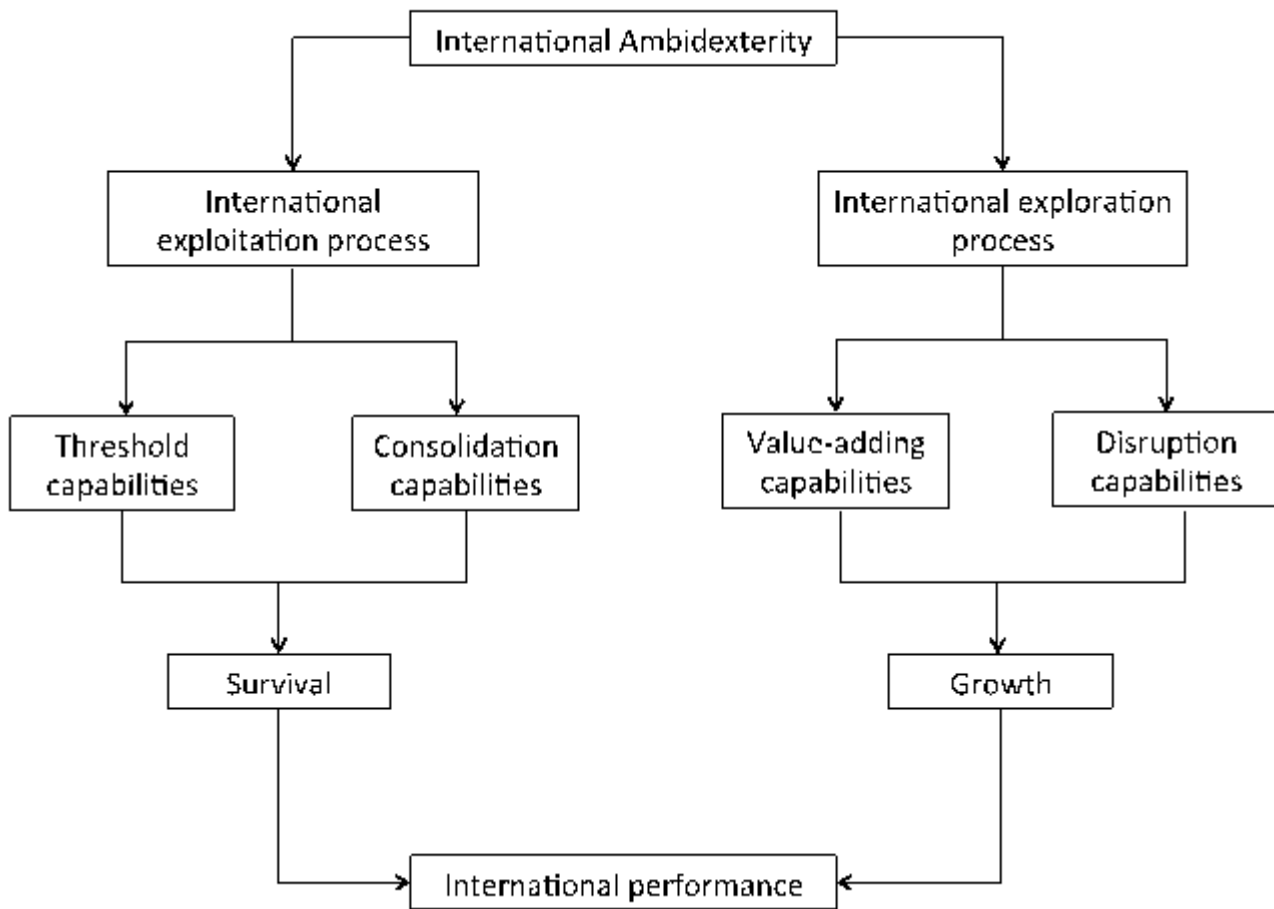 International Ambidexterity
International
exploitation process
International exploration
process
Threshold
capabilities
Consolidation
capabilities
Value-adding
capabilities
Disruption
capabilities
Survival
Growth
International performance